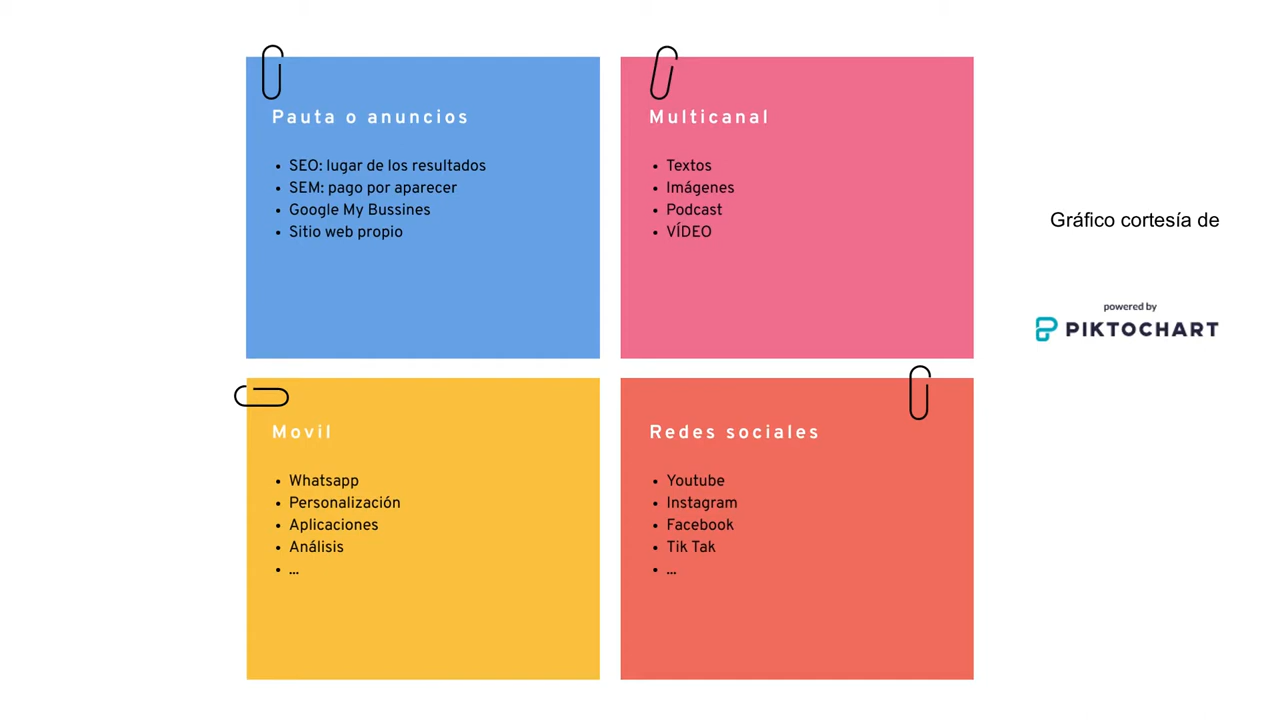 Pauta o anuncios
• SEO: lugar de los resultados
• SEM: pago por aparecer
• Google My Bussines
• Sitio web propio
Multicanal
• Textos
• Imágenes
• Podcast
• VÍDEO
Movil
• Whatsapp
• Personalización
• Aplicaciones
• Análisis
• ...
Redes sociales
• Youtube
• Instagram
• Facebook
• Tik Tak
• ...
Gráfico cortesía de
powered by
PIKTOCHART